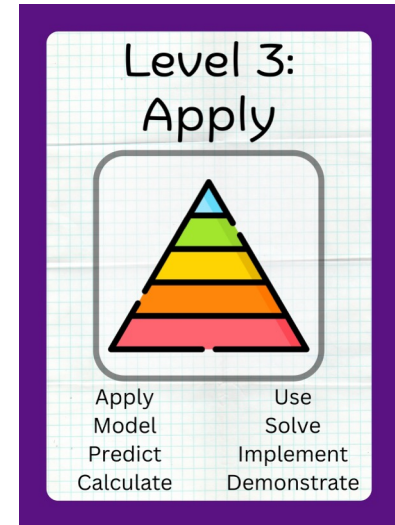 Level 3:
Apply
Apply
Model
Predict
Calculate
Use
Solve
Implement
Demonstrate